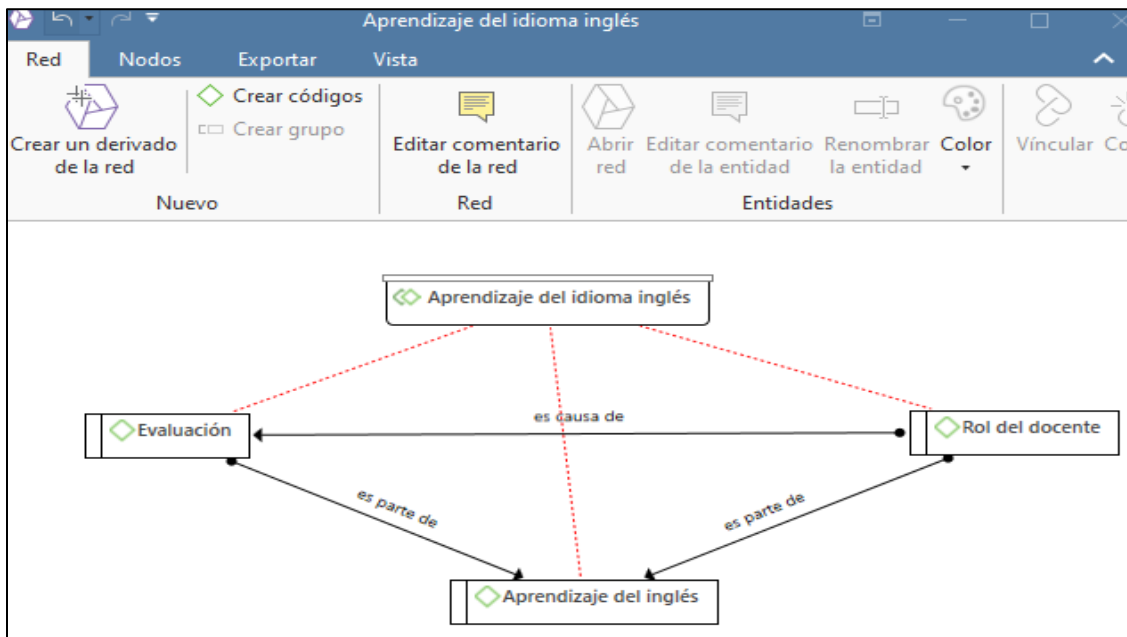 Aprendizaje del idioma inglés
Red Nodos Exportar Vista
Crear un derivado
de la red
Crear códigos
Crear grupo
Nuevo
Editar comentario
de la red
Red
Abrir
red
Editar comentario
de la entidad
Renombrar
la entidad
Color
Entidades
Víncular
Co
Aprendizaje del idioma inglés
Evaluación
es causa de
Rol del docente
es parte de
es parte de
Aprendizaje del inglés